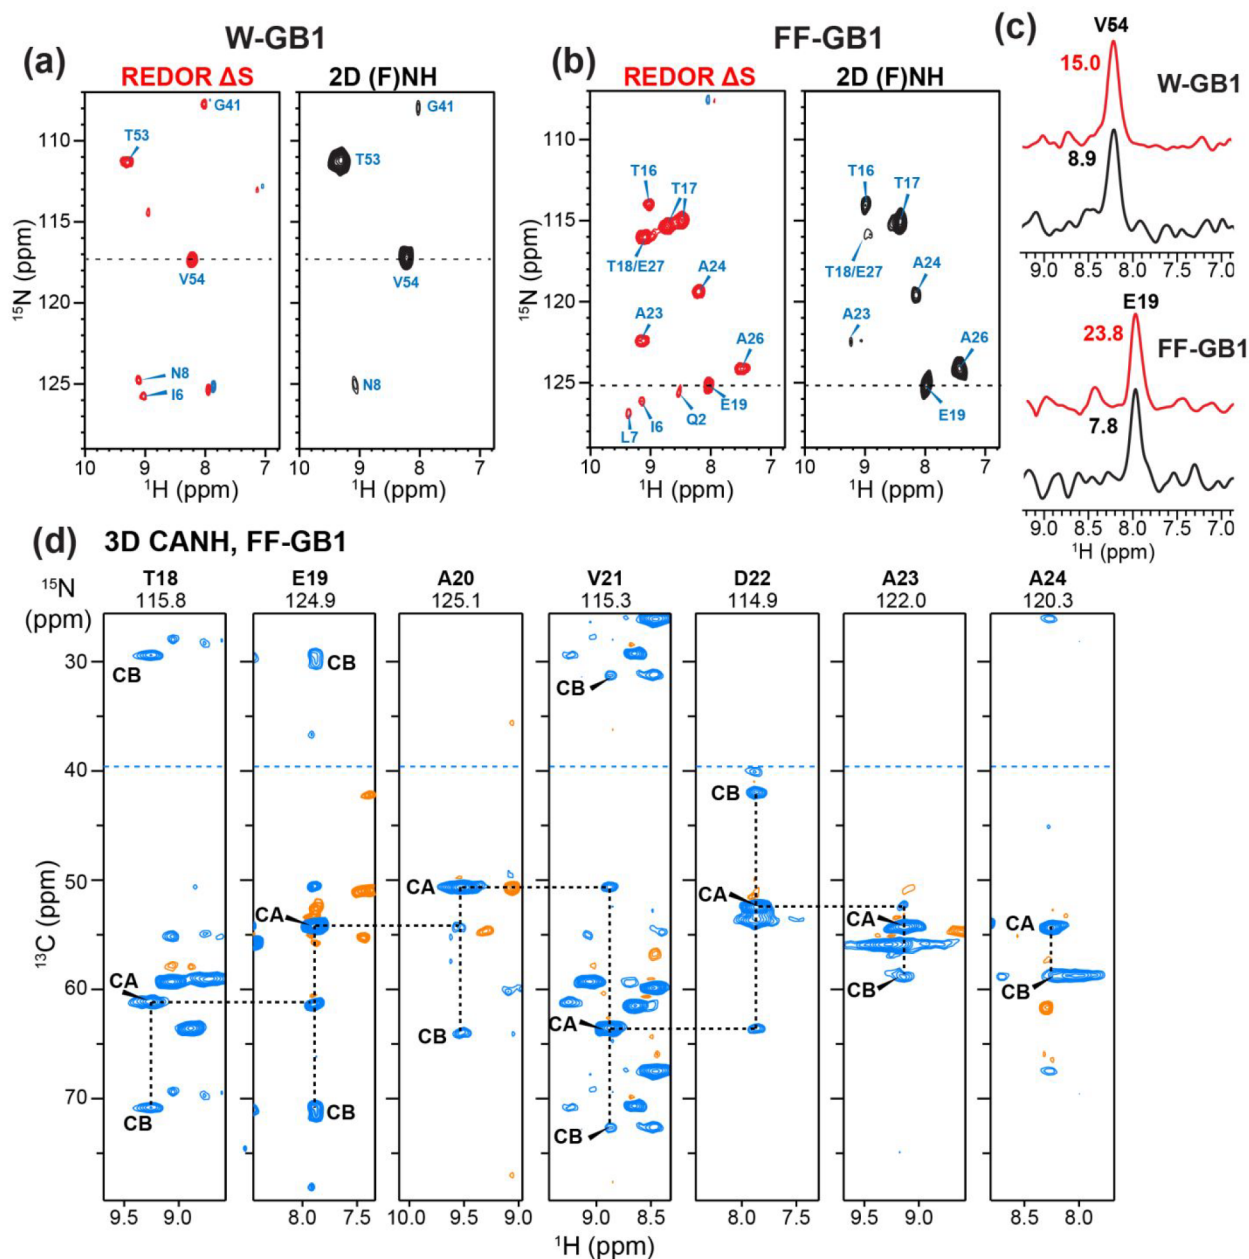 W-GB1
FF-GB1
(c)
V54
(a)
REDOR ΔS
2D (F)NH
(b)
REDOR ΔS
2D (F)NH
15.0
W-GB1
8.9
G41
G41
T53
T53
V54
V54
N8
I6
N8
T16
T17
T18/E27
A24
A23
A26
E19
Q2
I6
L7
T16
T17
T18/E27
A24
A23
A26
E19
110
115
120
125
¹⁵N (ppm)
110
115
120
125
¹⁵N (ppm)
10 9 8 7
10 9 8 7
10 9 8 7
10 9 8 7
¹H (ppm)
¹H (ppm)
¹H (ppm)
¹H (ppm)
9.0 8.5 8.0 7.5 7.0
E19
23.8
FF-GB1
7.8
9.0 8.5 8.0 7.5 7.0
¹H (ppm)
(d) 3D CANH, FF-GB1
¹⁵N
(ppm)
T18 E19 A20 V21 D22 A23 A24
115.8 124.9 125.1 115.3 114.9 122.0 120.3
30
40
50
60
70
¹³C (ppm)
CB
CA
CB
CB
CA
CB
CA
CB
CB
CA
CB
CB
CA
CA
CB
CA
CB
9.5 9.0
8.0 7.5
10.0 9.5 9.0
9.0 8.5
8.0 7.5
9.5 9.0
8.5 8.0
¹H (ppm)